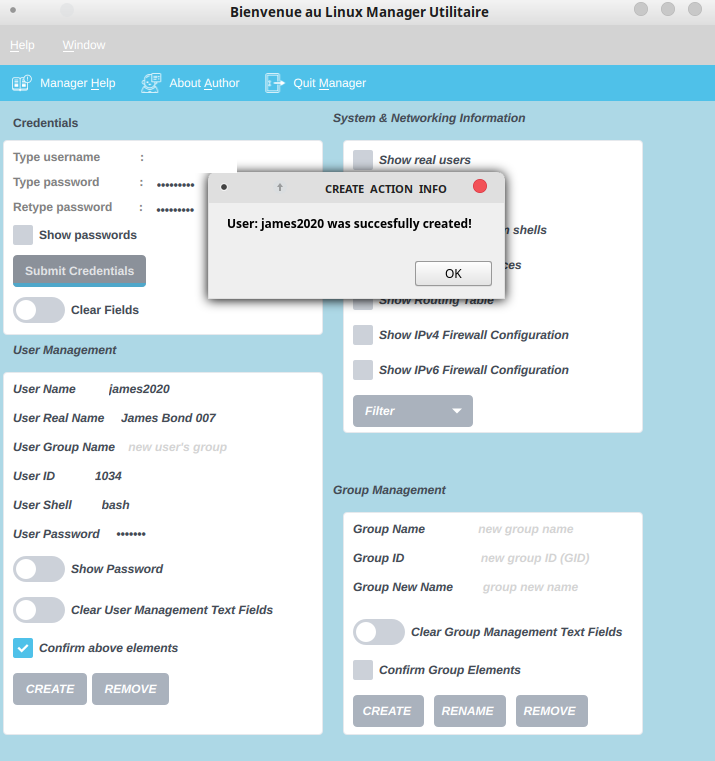 Bienvenue au Linux Manager Utilitaire
Help Window
Manager Help About Author Quit Manager
Credentials
Type username :
Type password : •••••••••
Retype password : •••••••••
Show passwords
Submit Credentials
Clear Fields
User Management
User Name james2020
User Real Name James Bond 007
User Group Name new user's group
User ID 1034
User Shell bash
User Password •••••••
Show Password
Clear User Management Text Fields
Confirm above elements
CREATE REMOVE
System & Networking Information
Show real users
CREATE ACTION INFO
User: james2020 was succesfully created!
OK
shells
Show Routing Table
Show IPv4 Firewall Configuration
Show IPv6 Firewall Configuration
Filter
Group Management
Group Name new group name
Group ID new group ID (GID)
Group New Name group new name
Clear Group Management Text Fields
Confirm Group Elements
CREATE RENAME REMOVE